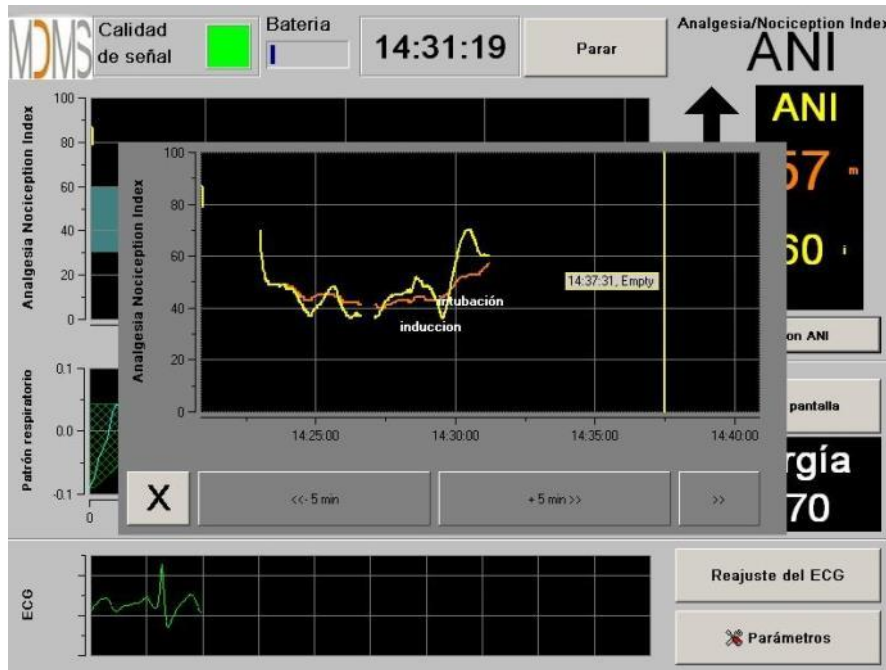 MDMS
Calidad
de señal
Bateria
14:31:19
Parar
Analgesia/Nociception Index
ANI
ANI
57 m
60 i
Analgesia Nociception Index
100
80
60
40
20
0
Analgesia Nociception Index
100
80
60
40
20
0
14:37:31, Empty
intubación
induccion
14:25:00
14:30:00
14:35:00
14:40:00
on ANI
pantalla
Patrón respiratorio
0.1
0.0
-0.1
0
X
<<- 5 min
+ 5 min >>
>>
rgía
70
ECG
Reajuste del ECG
Parámetros